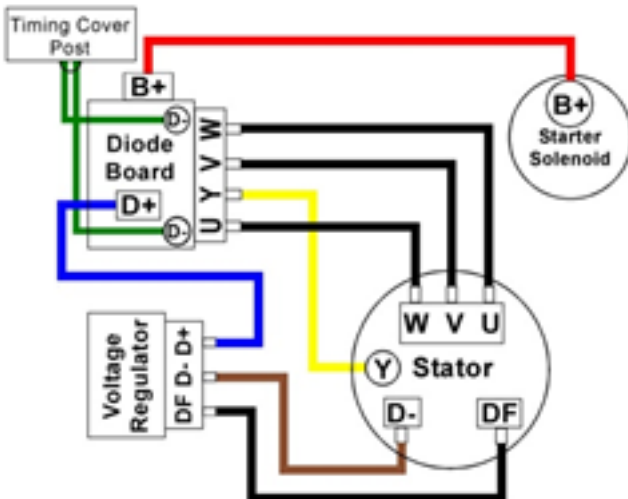 Timing Cover
Post
B+
B+
Starter
Solenoid
D-
W
Diode
Board
V
Y
D+
U
D-
W V U
Y
Stator
Voltage
Regulator
D+
D-
DF
D-
DF